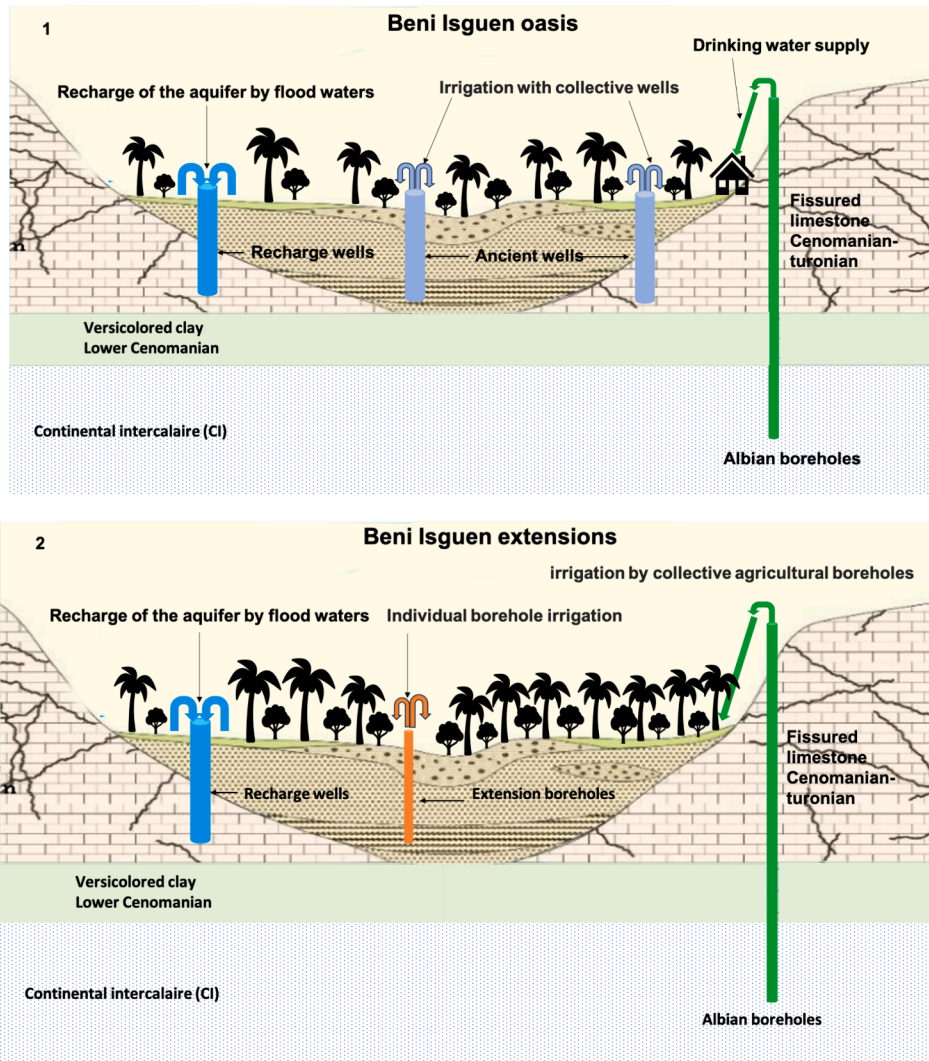 1
Beni Isguen oasis
Drinking water supply
Recharge of the aquifer by flood waters
Irrigation with collective wells
Fissured
limestone
Cenomanian-
turonian
Recharge wells
Ancient wells
n
Versicolored clay
Lower Cenomanian
Continental intercalaire (CI)
Albian boreholes
2
Beni Isguen extensions
irrigation by collective agricultural boreholes
Recharge of the aquifer by flood waters
Individual borehole irrigation
Fissured
limestone
Cenomanian-
turonian
n
Recharge wells
Extension boreholes
Versicolored clay
Lower Cenomanian
Continental intercalaire (CI)
Albian boreholes